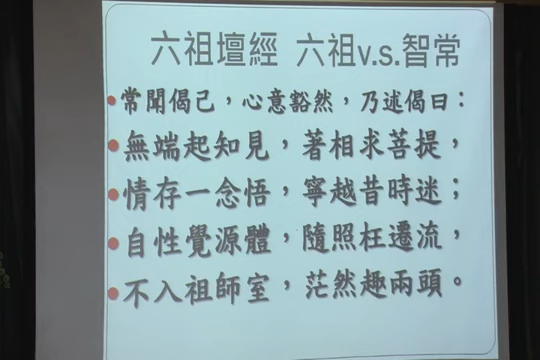 六祖壇經 六祖v.s.智常
•常聞偈已，心意豁然，乃述偈曰：
•無端起知見，著相求菩提，
•情存一念悟，寧越昔時迷；
•自性覺源體，隨照枉遷流，
•不入祖師室，茫然趣兩頭。